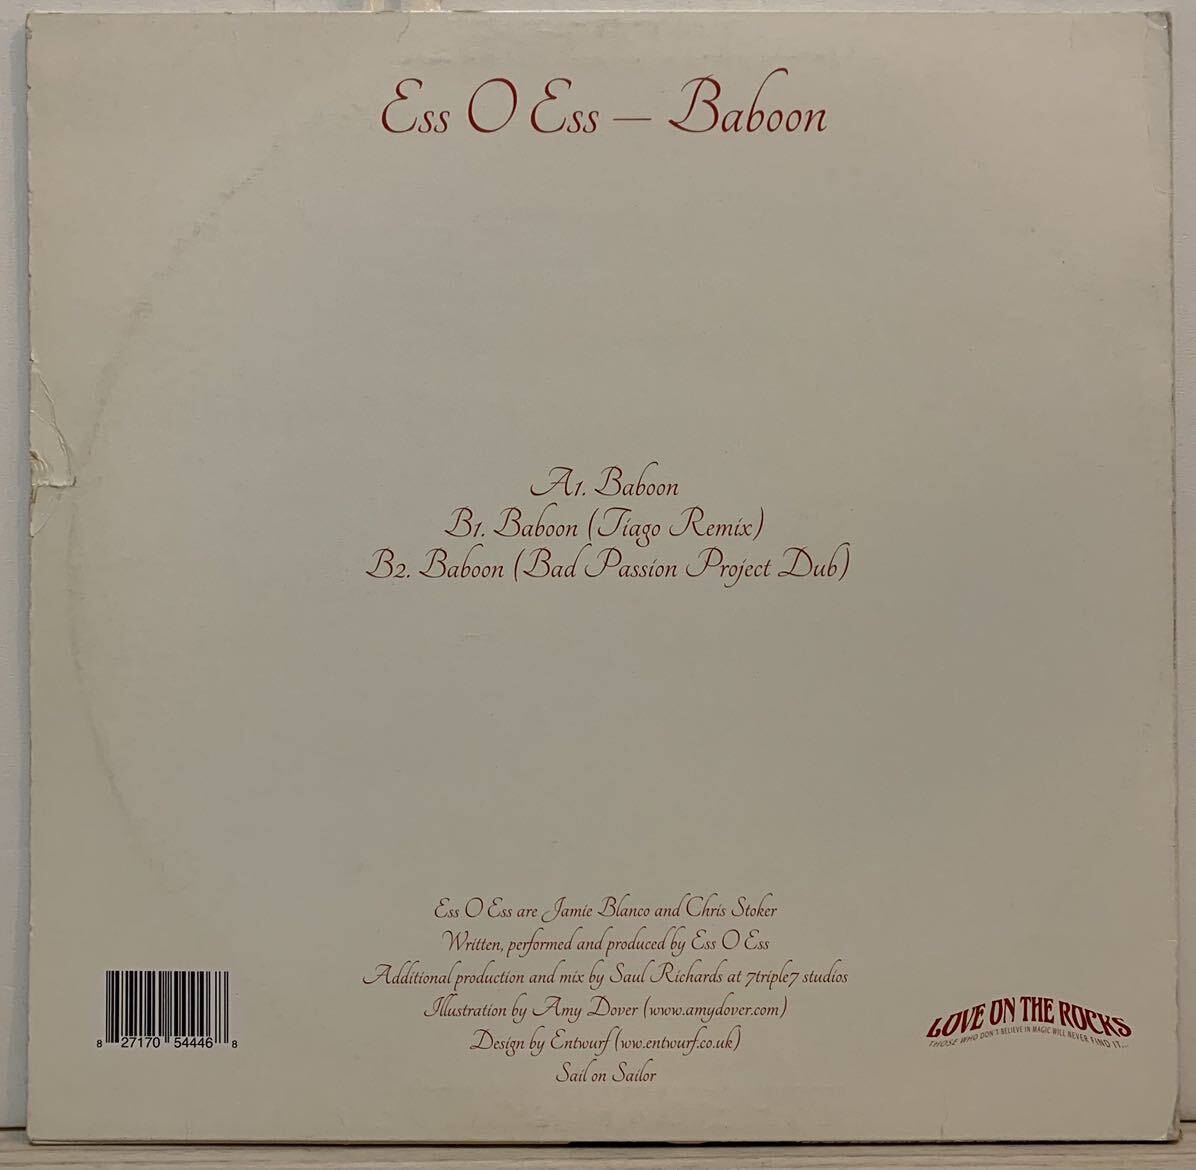 Ess O Ess — Baboon
A1. Baboon
B1. Baboon (Tiago Remix)
B2. Baboon (Bad Passion Project Dub)
Ess O Ess are Jamie Blanco and Chris Stoker
Written, performed and produced by Ess O Ess
Additional production and mix by Saul Richards at 7triple7 studios
Illustration by Amy Dover (www.amydover.com)
Design by Entwurf (ww.entwurf.co.uk)
Sail on Sailor
8 27170 54446 8
LOVE ON THE ROCKS
THOSE WHO DON'T BELIEVE IN MAGIC WILL NEVER FIND IT...